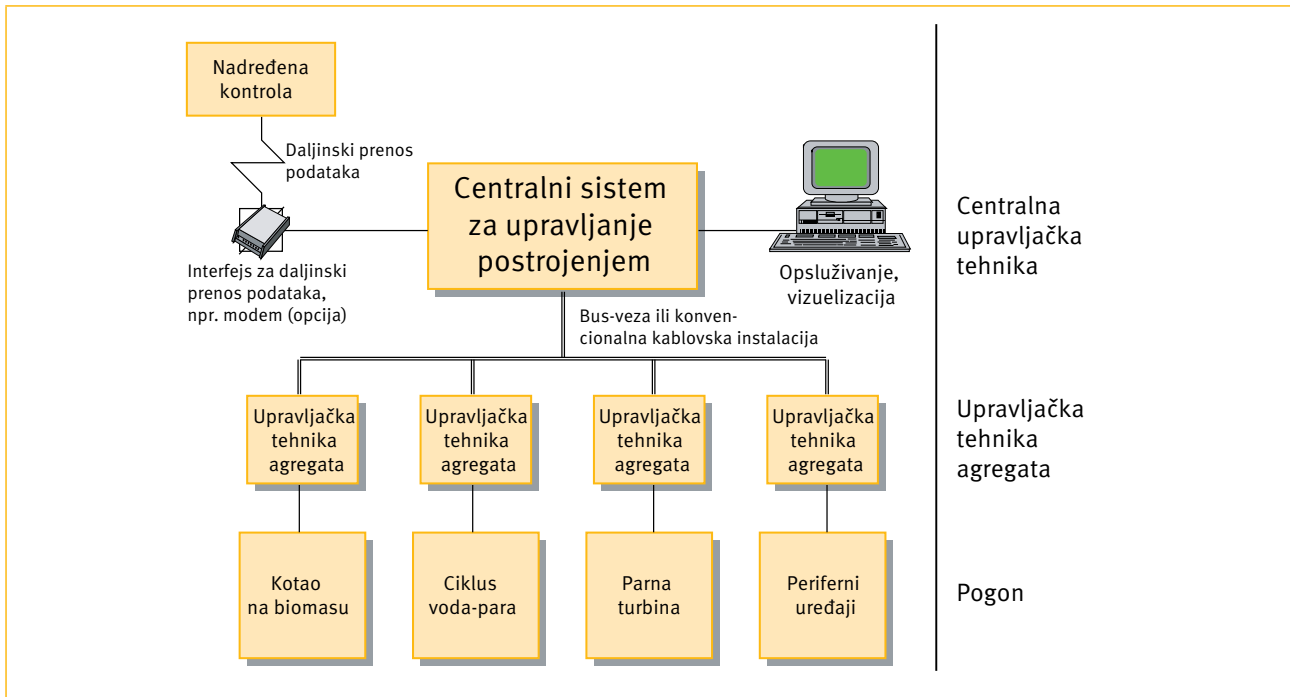 Nadređena
kontrola
Daljinski prenos
podataka
Centralni sistem
za upravljanje
postrojenjem
Interfejs za daljinski
prenos podataka,
npr. modem (opcija)
Opsluživanje,
vizuelizacija
Centralna
upravljačka
tehnika
Bus-veza ili konven-
cionalna kablovska instalacija
Upravljačka
tehnika
agregata
Upravljačka
tehnika
agregata
Upravljačka
tehnika
agregata
Upravljačka
tehnika
agregata
Upravljačka
tehnika
agregata
Kotao
na biomasu
Ciklus
voda-para
Parna
turbina
Periferni
uređaji
Pogon